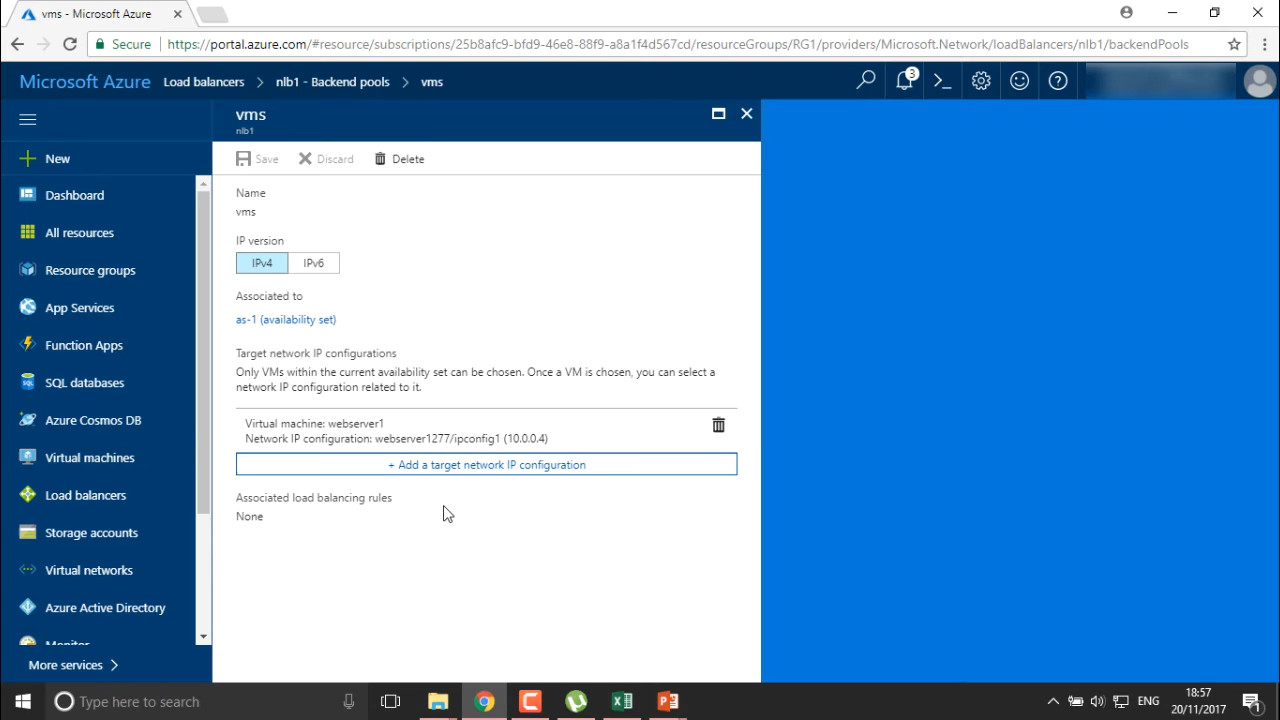 vms - Microsoft Azure
Secure
https://portal.azure.com/#resource/subscriptions/25b8afc9-bfd9-46e8-88f9-a8a1f4d567cd/resourceGroups/RG1/providers/Microsoft.Network/loadBalancers/nlb1/backendPools
Microsoft Azure Load balancers > nlb1 - Backend pools > vms
3
vms
nlb1
New
Save Discard Delete
Dashboard
All resources
Resource groups
App Services
Function Apps
SQL databases
Azure Cosmos DB
Virtual machines
Load balancers
Storage accounts
Virtual networks
Azure Active Directory
Monitor
More services >
Name
vms
IP version
IPv4 IPv6
Associated to
as-1 (availability set)
Target network IP configurations
Only VMs within the current availability set can be chosen. Once a VM is chosen, you can select a
network IP configuration related to it.
Virtual machine: webserver1
Network IP configuration: webserver1277/ipconfig1 (10.0.0.4)
+ Add a target network IP configuration
Associated load balancing rules
None
Type here to search
ENG
18:57
20/11/2017
1